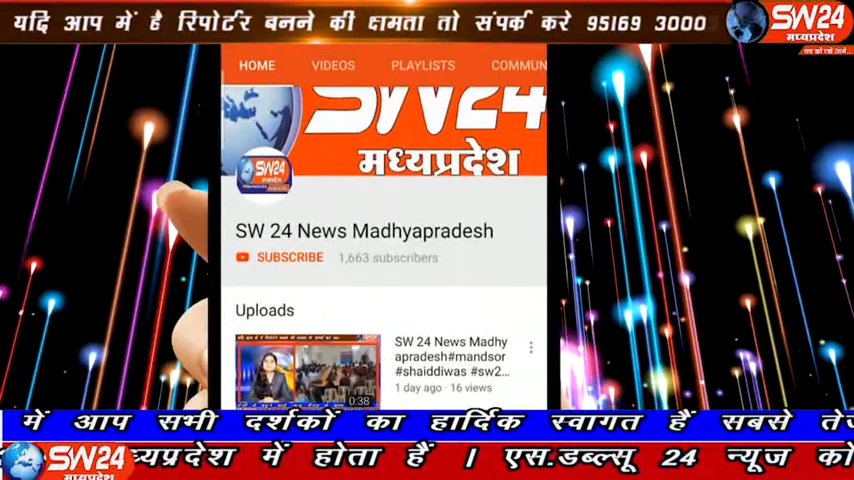 यदि आप में है रिपोर्टर बनने की क्षमता तो संपर्क करे 95169 3000
SW24
मध्यप्रदेश
HOME VIDEOS PLAYLISTS COMMUN
SW24
मध्यप्रदेश
SW24
SW 24 News Madhyapradesh
SUBSCRIBE 1,663 subscribers
Uploads
SW 24 News Madhy
apradesh#mandsor
#shaiddiwas #sw2...
1 day ago · 16 views
0:38
में आप सभी दर्शकों का हार्दिक स्वागत हैं सबसे तेज
SW24
मध्यप्रदेश
ध्यप्रदेश में होता हैं । एस.डब्ल्सू 24 न्यूज को